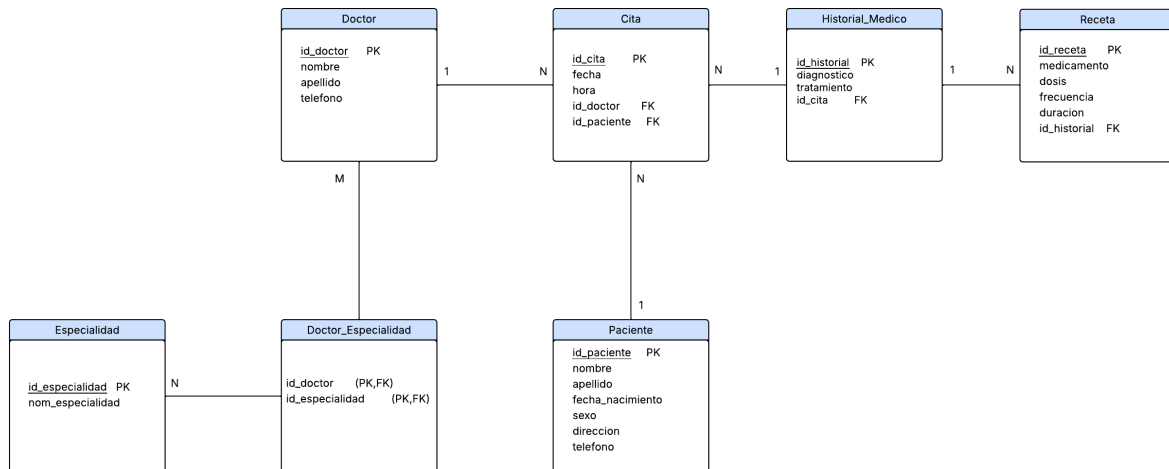 Doctor
id_doctor PK
nombre
apellido
telefono
1
N
Cita
id_cita PK
fecha
hora
id_doctor FK
id_paciente FK
N
1
Historial_Medico
id_historial PK
diagnostico
tratamiento
id_cita FK
1
N
Receta
id_receta PK
medicamento
dosis
frecuencia
duracion
id_historial FK
M
N
1
Especialidad
id_especialidad PK
nom_especialidad
N
Doctor_Especialidad
id_doctor (PK,FK)
id_especialidad (PK,FK)
Paciente
id_paciente PK
nombre
apellido
fecha_nacimiento
sexo
direccion
telefono